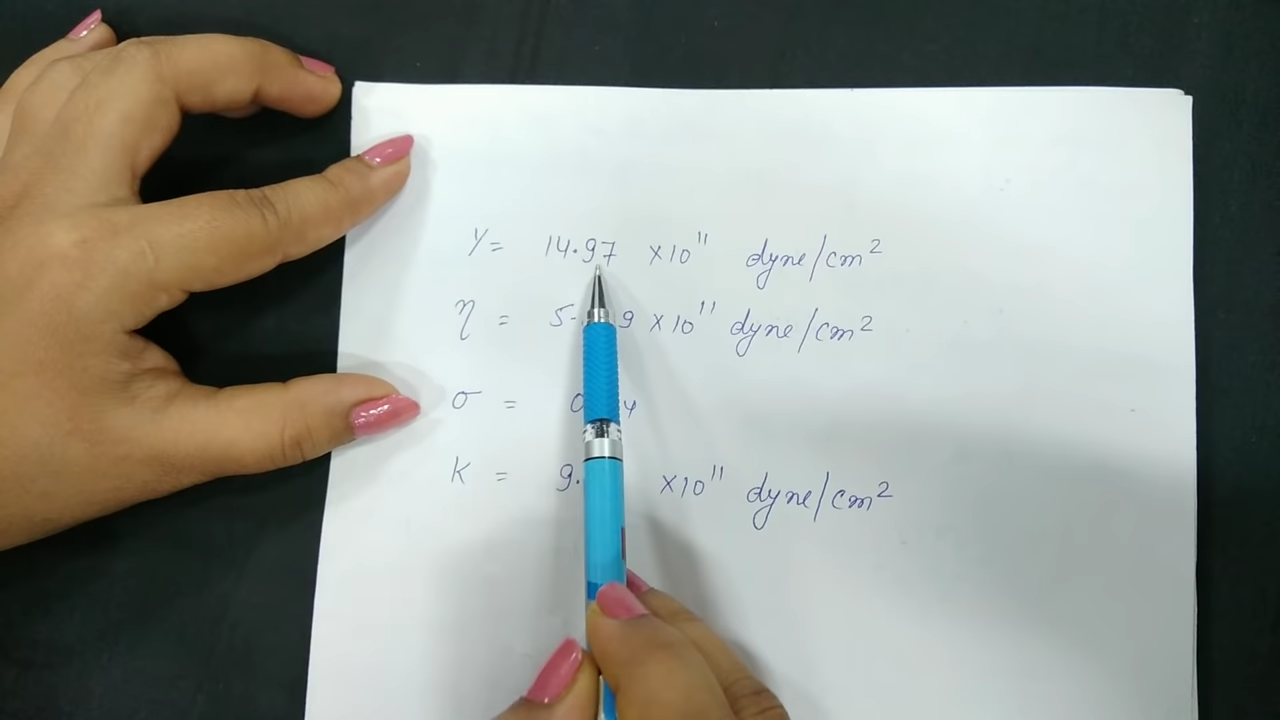 Y = 14.97 ×10¹¹ dyne/cm²
η = 5. 9 ×10¹¹ dyne/cm²
σ = 0 4
K = 9. ×10¹¹ dyne/cm²